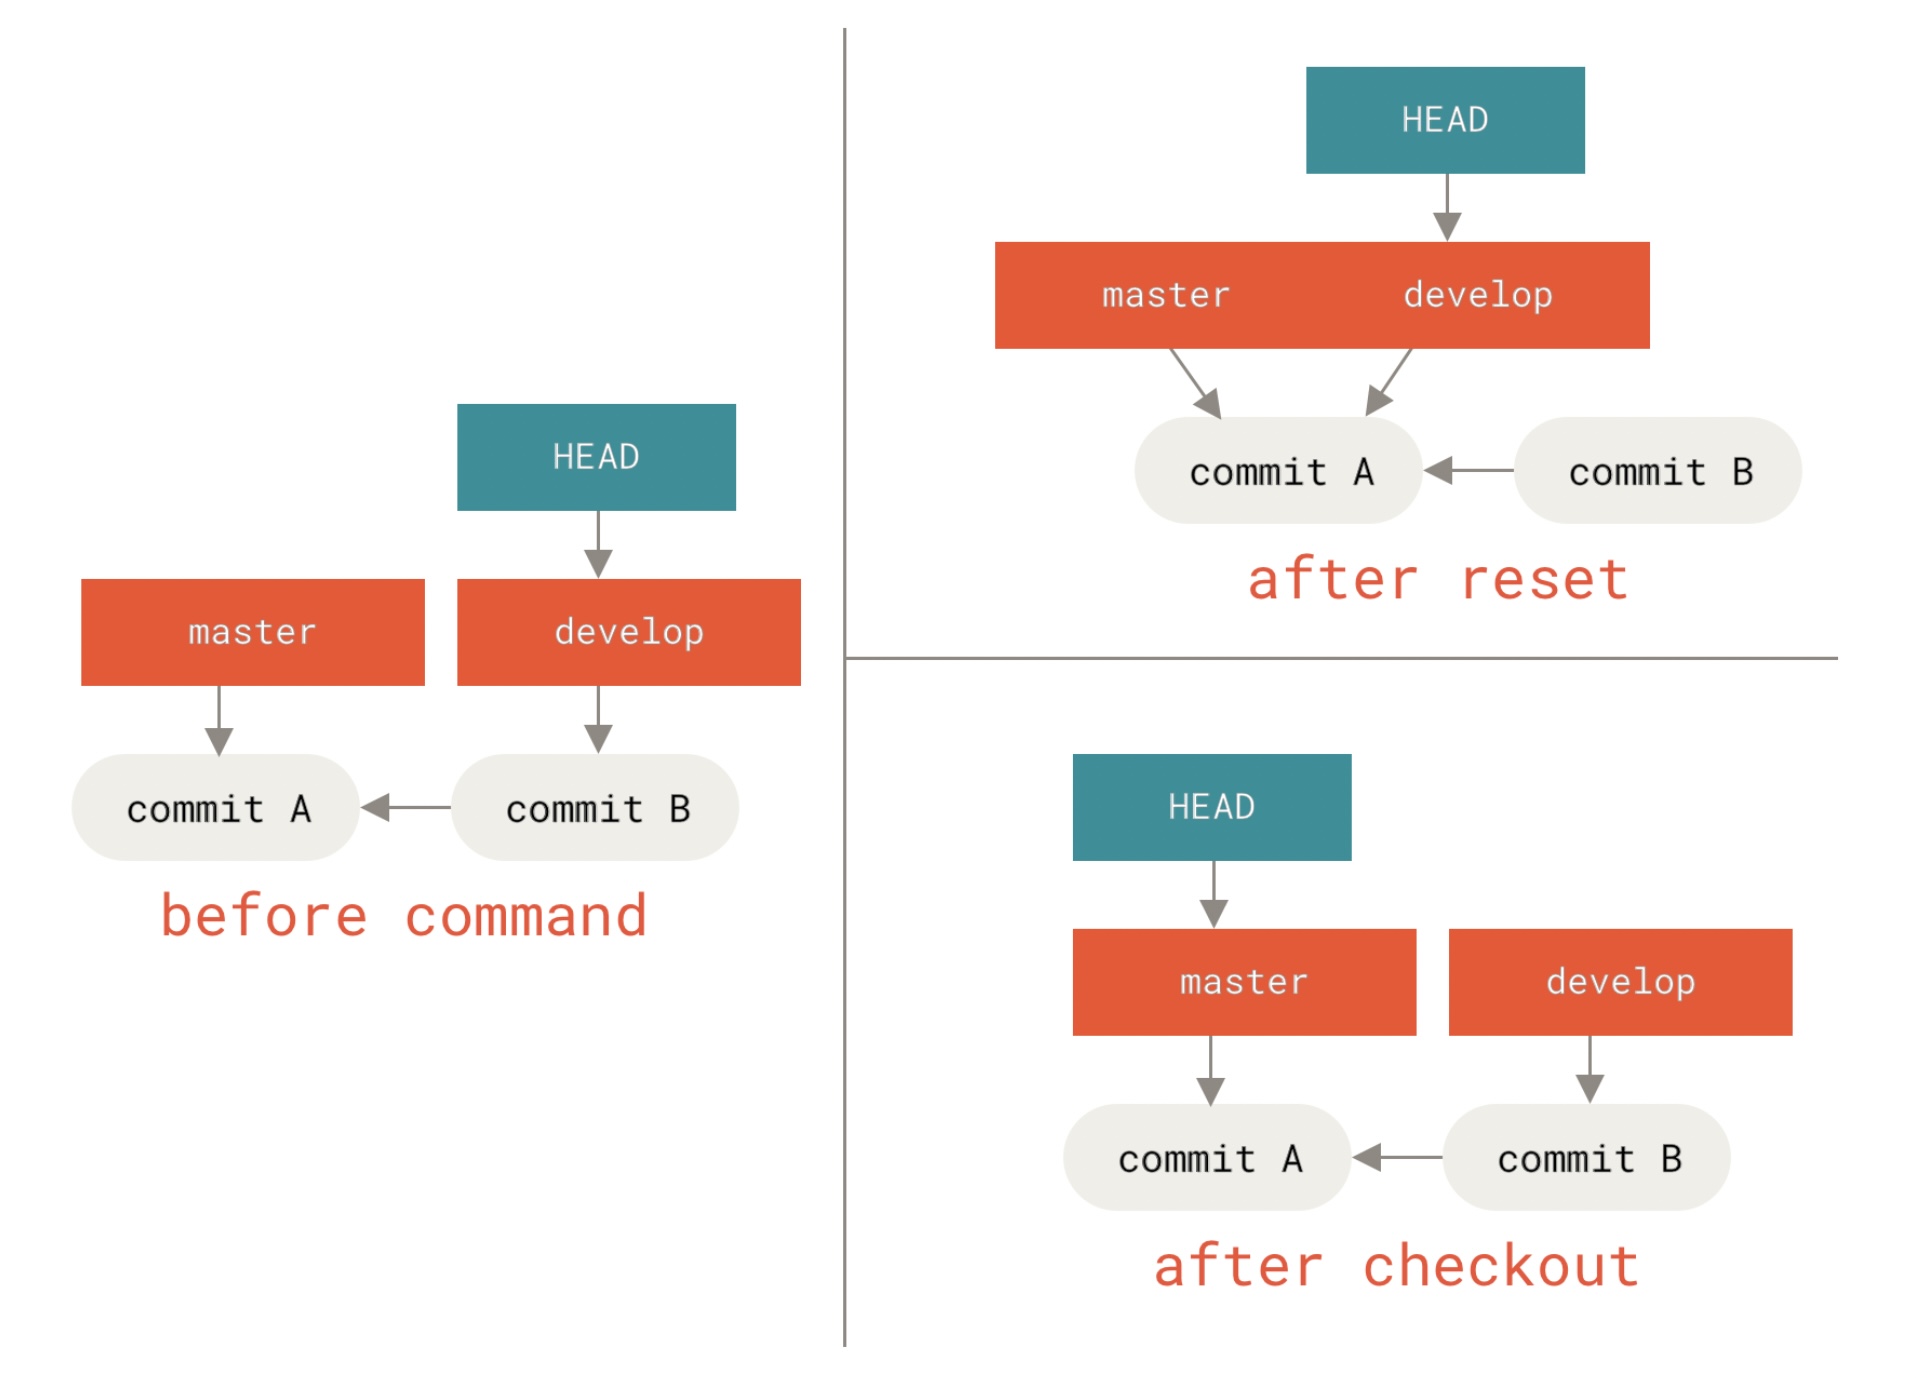 HEAD
master develop
commit A commit B
before command
HEAD
master develop
commit A commit B
after reset
HEAD
master develop
commit A commit B
after checkout